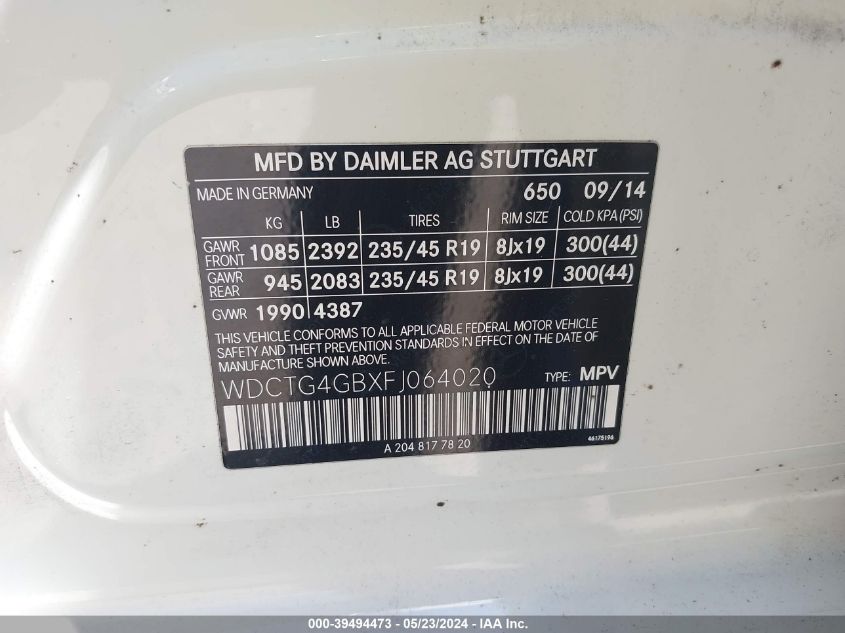 MFD BY DAIMLER AG STUTTGART
MADE IN GERMANY 650 09/14
KG LB TIRES RIM SIZE COLD KPA (PSI)
GAWR FRONT 1085 2392 235/45 R19 8Jx19 300(44)
GAWR REAR 945 2083 235/45 R19 8Jx19 300(44)
GVWR 1990 4387
THIS VEHICLE CONFORMS TO ALL APPLICABLE FEDERAL MOTOR VEHICLE
SAFETY AND THEFT PREVENTION STANDARDS IN EFFECT ON THE DATE OF
MANUFACTURE SHOWN ABOVE.
WDCTG4GBXFJ064020 TYPE: MPV
A 204 817 78 20 46175196
000-39494473 - 05/23/2024 - IAA Inc.